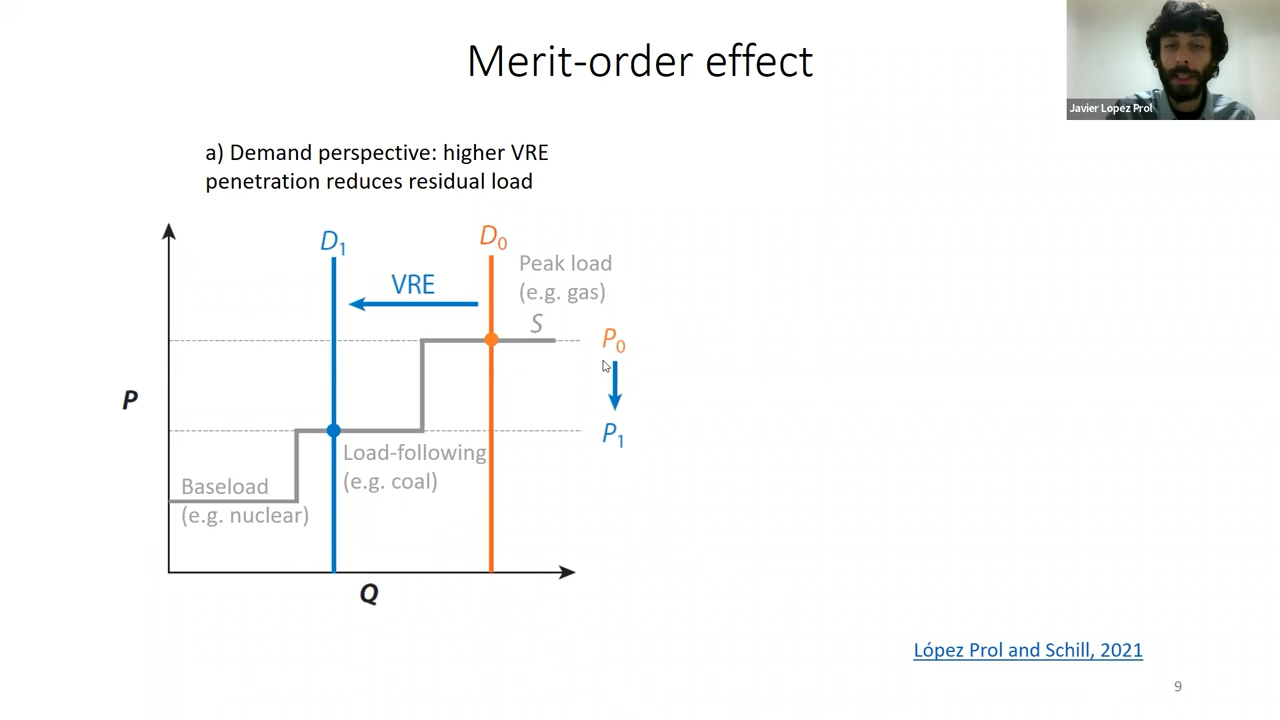 Merit-order effect
Javier Lopez Prol
a) Demand perspective: higher VRE
penetration reduces residual load
D1
D0
VRE
Peak load
(e.g. gas)
S
P0
P
P1
Load-following
(e.g. coal)
Baseload
(e.g. nuclear)
Q
López Prol and Schill, 2021
9